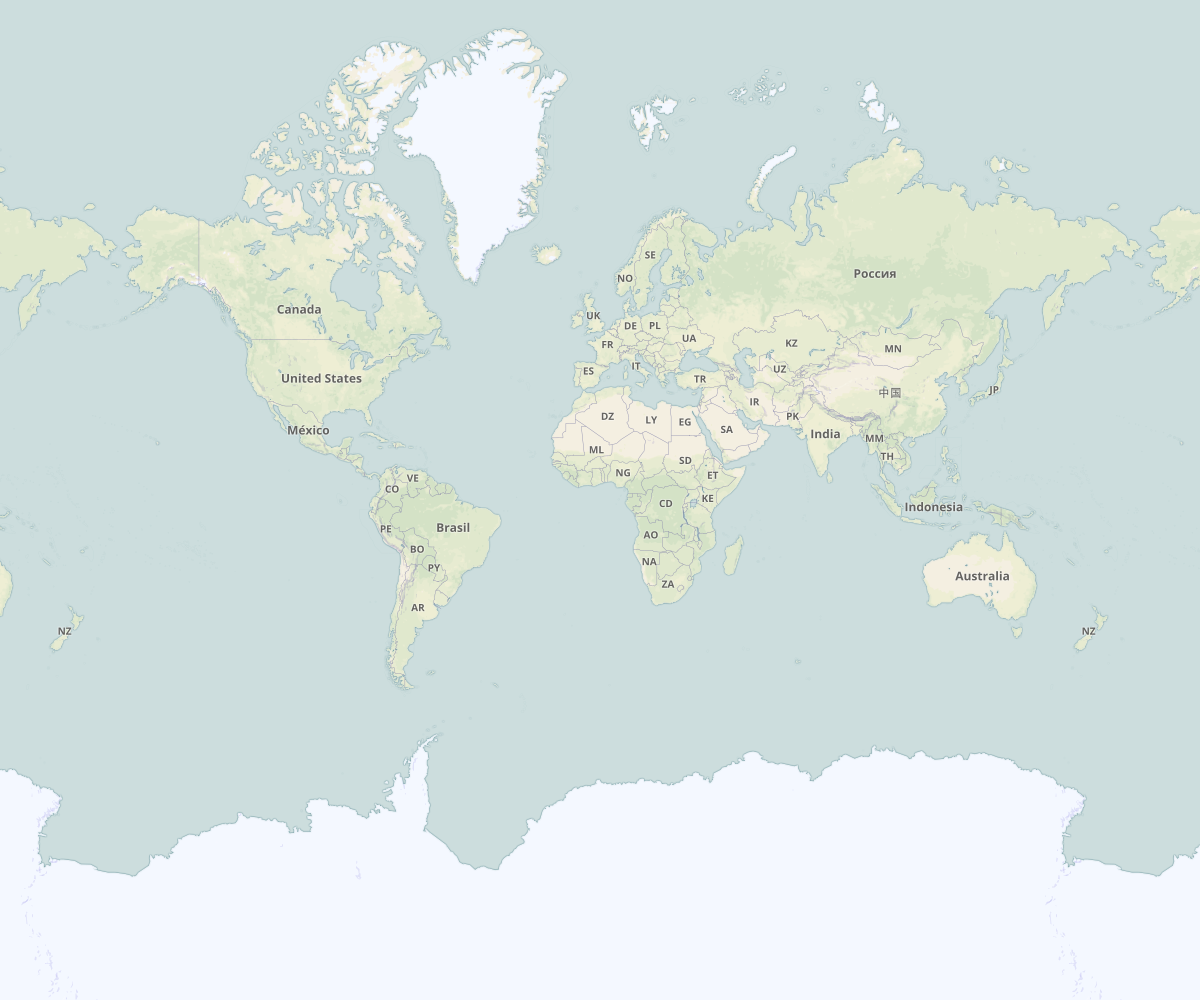 SE
Россия
NO
Canada
UK
DE
PL
UA
FR
KZ
MN
IT
ES
UZ
United States
TR
JP
中国
IR
DZ
PK
LY
EG
SA
México
India
MM
ML
TH
SD
NG
ET
VE
CO
KE
CD
Indonesia
PE
Brasil
AO
BO
NA
PY
Australia
ZA
AR
NZ
NZ